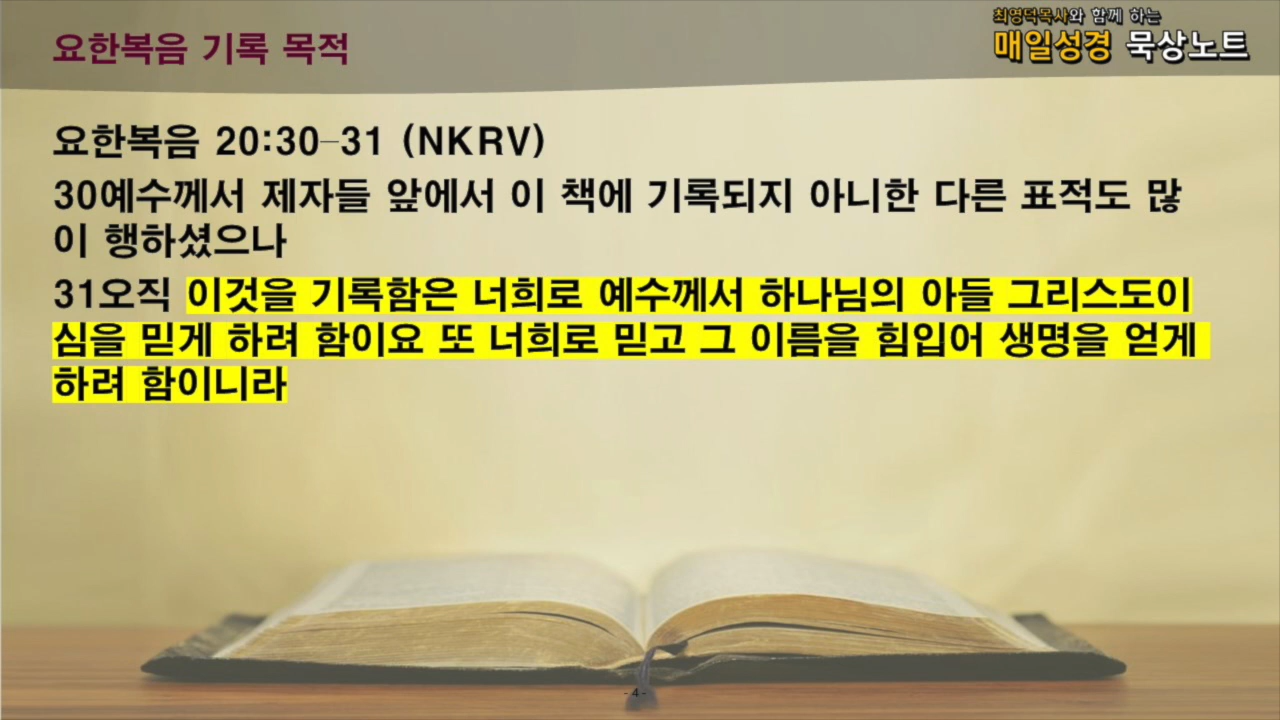 최영덕목사와 함께 하는
요한복음 기록 목적
매일성경 묵상노트
요한복음 20:30–31 (NKRV)
30예수께서 제자들 앞에서 이 책에 기록되지 아니한 다른 표적도 많
이 행하셨으나
31오직 이것을 기록함은 너희로 예수께서 하나님의 아들 그리스도이
심을 믿게 하려 함이요 또 너희로 믿고 그 이름을 힘입어 생명을 얻게
하려 함이니라
- 4 -